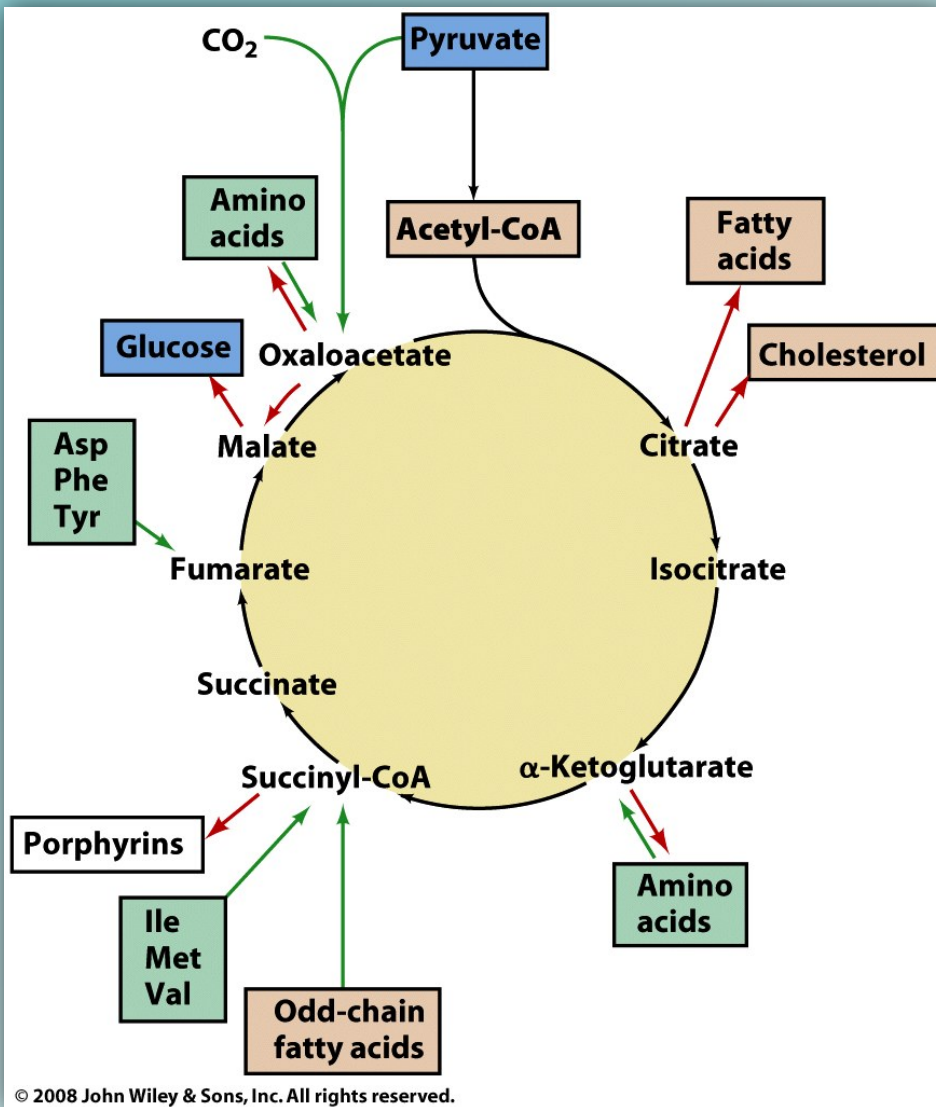 CO₂
Pyruvate
Amino
acids
Acetyl-CoA
Fatty
acids
Glucose
Oxaloacetate
Cholesterol
Malate
Citrate
Asp
Phe
Tyr
Fumarate
Isocitrate
Succinate
Succinyl-CoA
α-Ketoglutarate
Porphyrins
Amino
acids
Ile
Met
Val
Odd-chain
fatty acids
© 2008 John Wiley & Sons, Inc. All rights reserved.